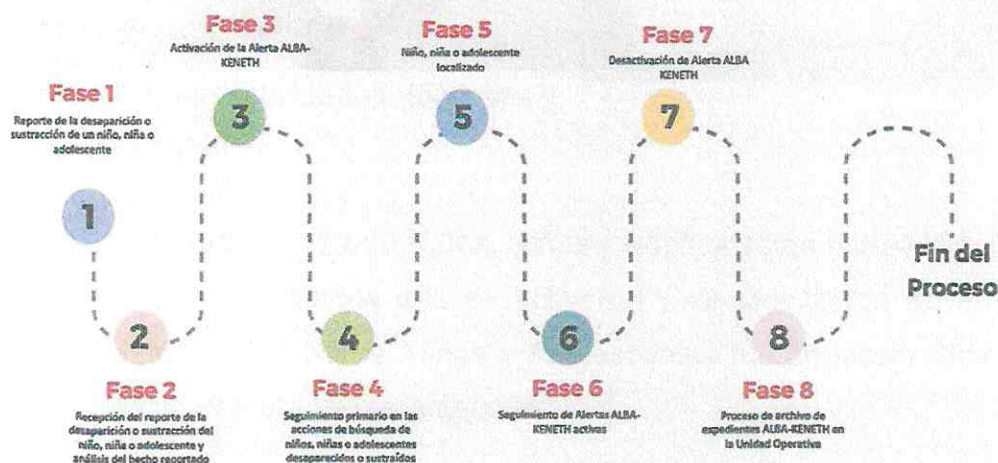 Fase 1
Reporte de la desaparición o
sustracción de un niño, niña o
adolescente
1
2
Fase 2
Recepción del reporte de la
desaparición o sustracción del
niño, niña o adolescente y
análisis del hecho reportado
Fase 3
Activación de la Alerta ALBA-
KENETH
3
4
Fase 4
Seguimiento primario en las
acciones de búsqueda de
niños, niñas o adolescentes
desaparecidos o sustraídos
Fase 5
Niño, niña o adolescente
localizado
5
6
Fase 6
Seguimiento de Alertas ALBA-
KENETH activas
Fase 7
Desactivación de Alerta ALBA
KENETH
7
8
Fase 8
Proceso de archivo de
expedientes ALBA-KENETH en
la Unidad Operativa
Fin del
Proceso